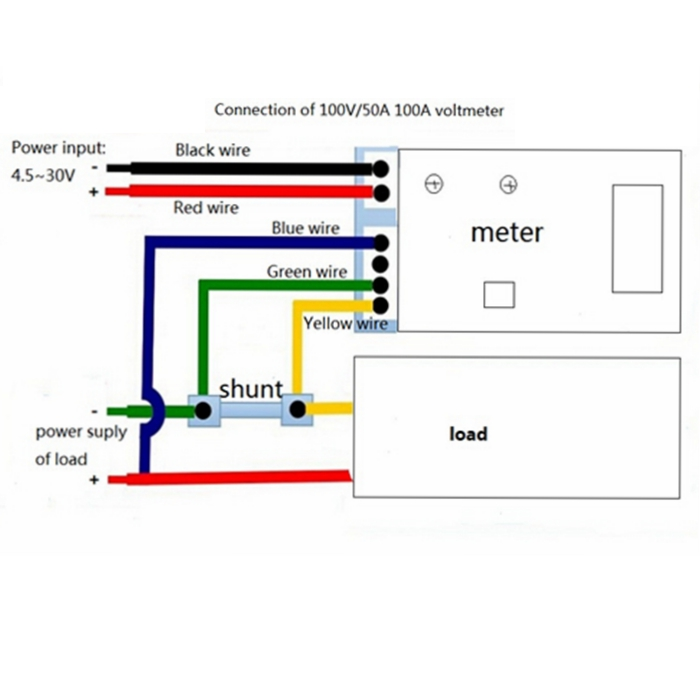 Connection of 100V/50A 100A voltmeter
Power input:
Black wire
-
4.5~30V
+
Red wire
Blue wire
meter
Green wire
Yellow wire
shunt
-
power suply
of load
load
+